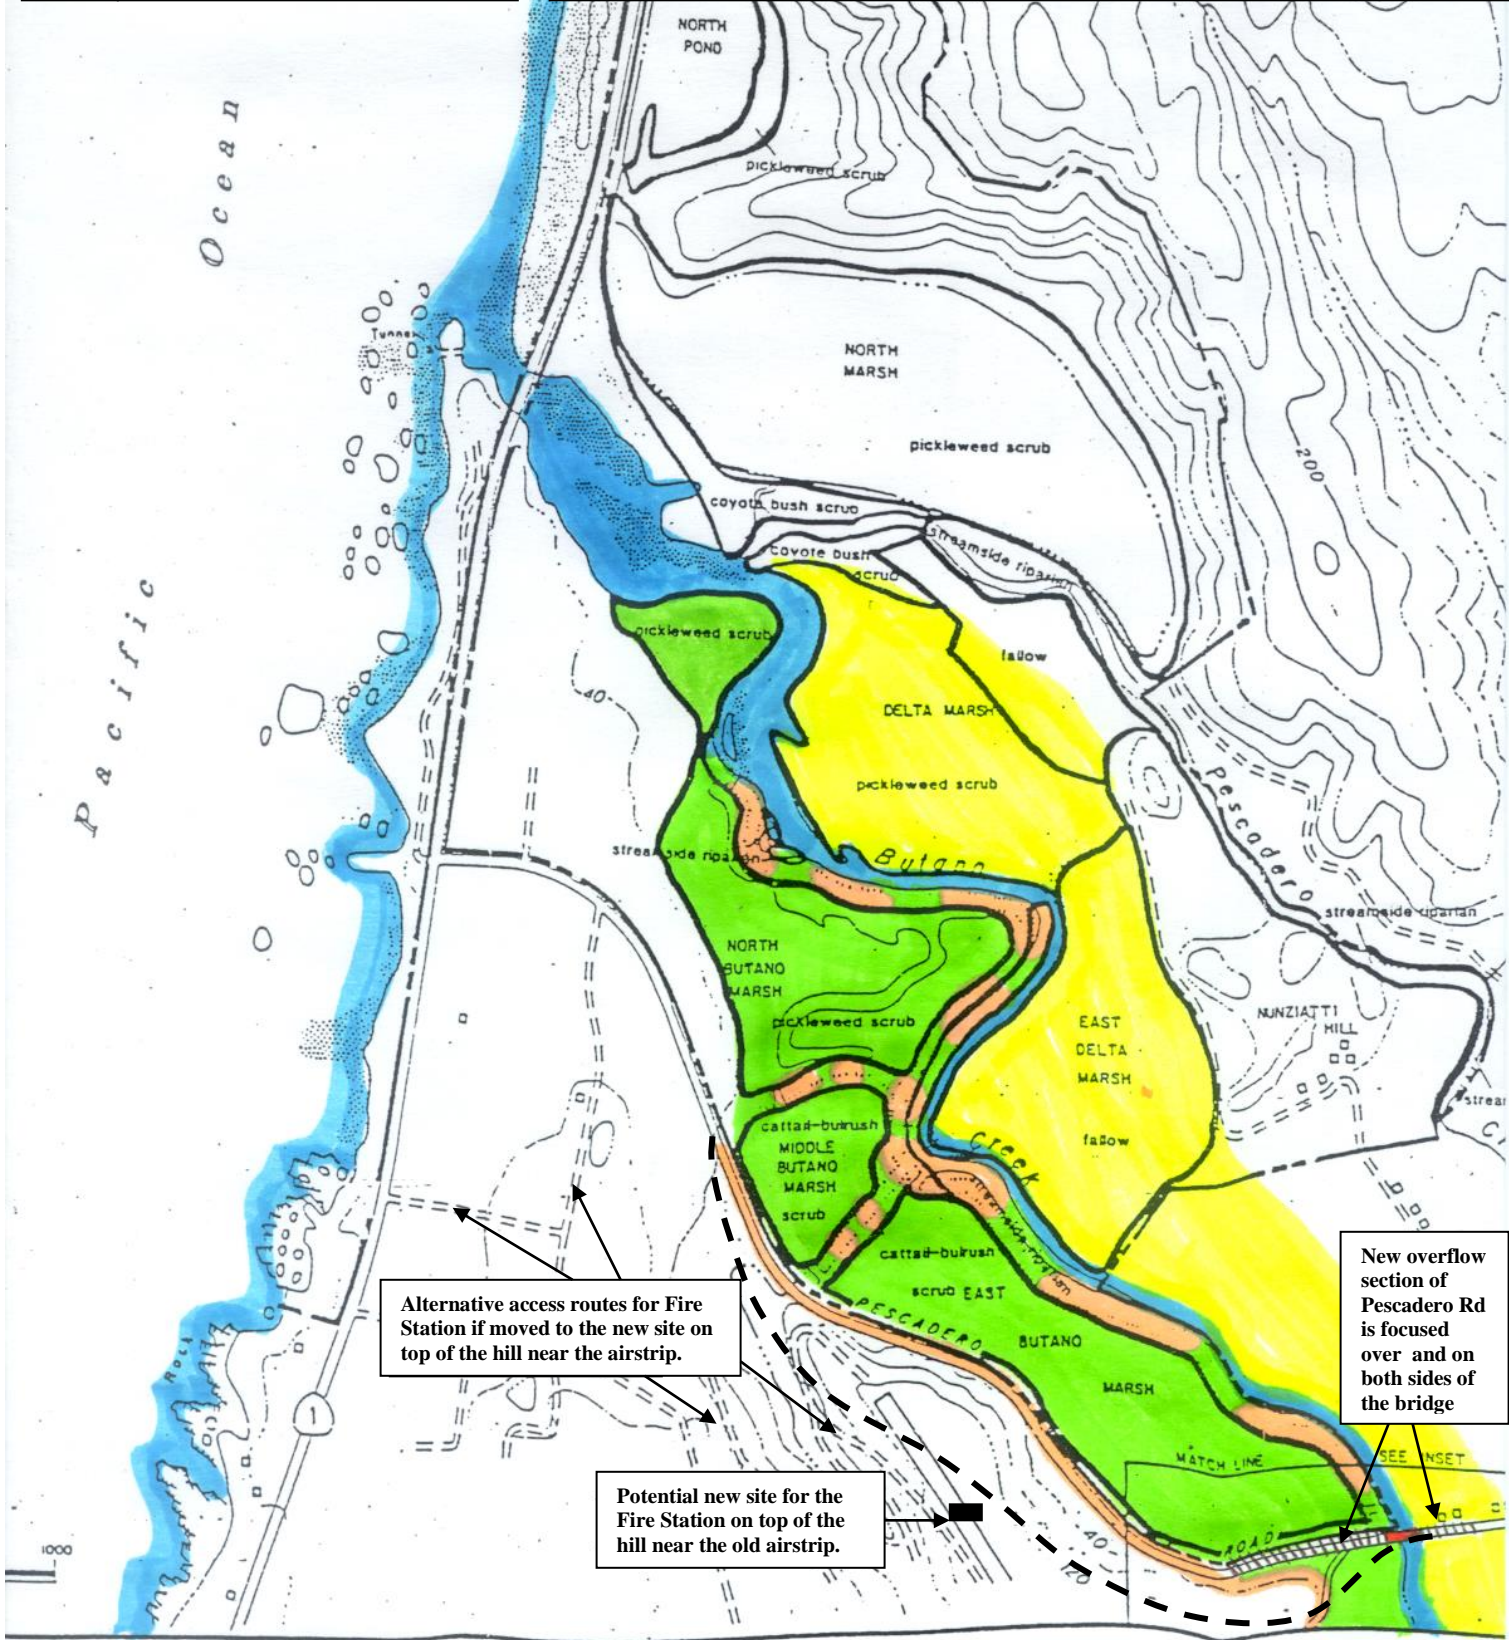 NORTH
POND
pickleweed scrub
Ocean
Tunnel
NORTH
MARSH
pickleweed scrub
200
coyote bush scrub
streamside riparian
coyote bush
scrub
Pacific
pickleweed scrub
fallow
40
DELTA MARSH
pickleweed scrub
Pescadero
streamside riparian
Butano
streamside riparian
NORTH
BUTANO
MARSH
pickleweed scrub
EAST
DELTA
MARSH
fallow
NUNZIATTI
HILL
cattail-bulrush
MIDDLE
BUTANO
MARSH
scrub
Creek
streamside riparian
cattail-bulrush
scrub EAST
BUTANO
MARSH
PESCADERO
ROAD
New overflow
section of
Pescadero Rd
is focused
over and on
both sides of
the bridge
Alternative access routes for Fire
Station if moved to the new site on
top of the hill near the airstrip.
1
MATCH LINE
SEE INSET
Potential new site for the
Fire Station on top of the
hill near the old airstrip.
40
120
1000